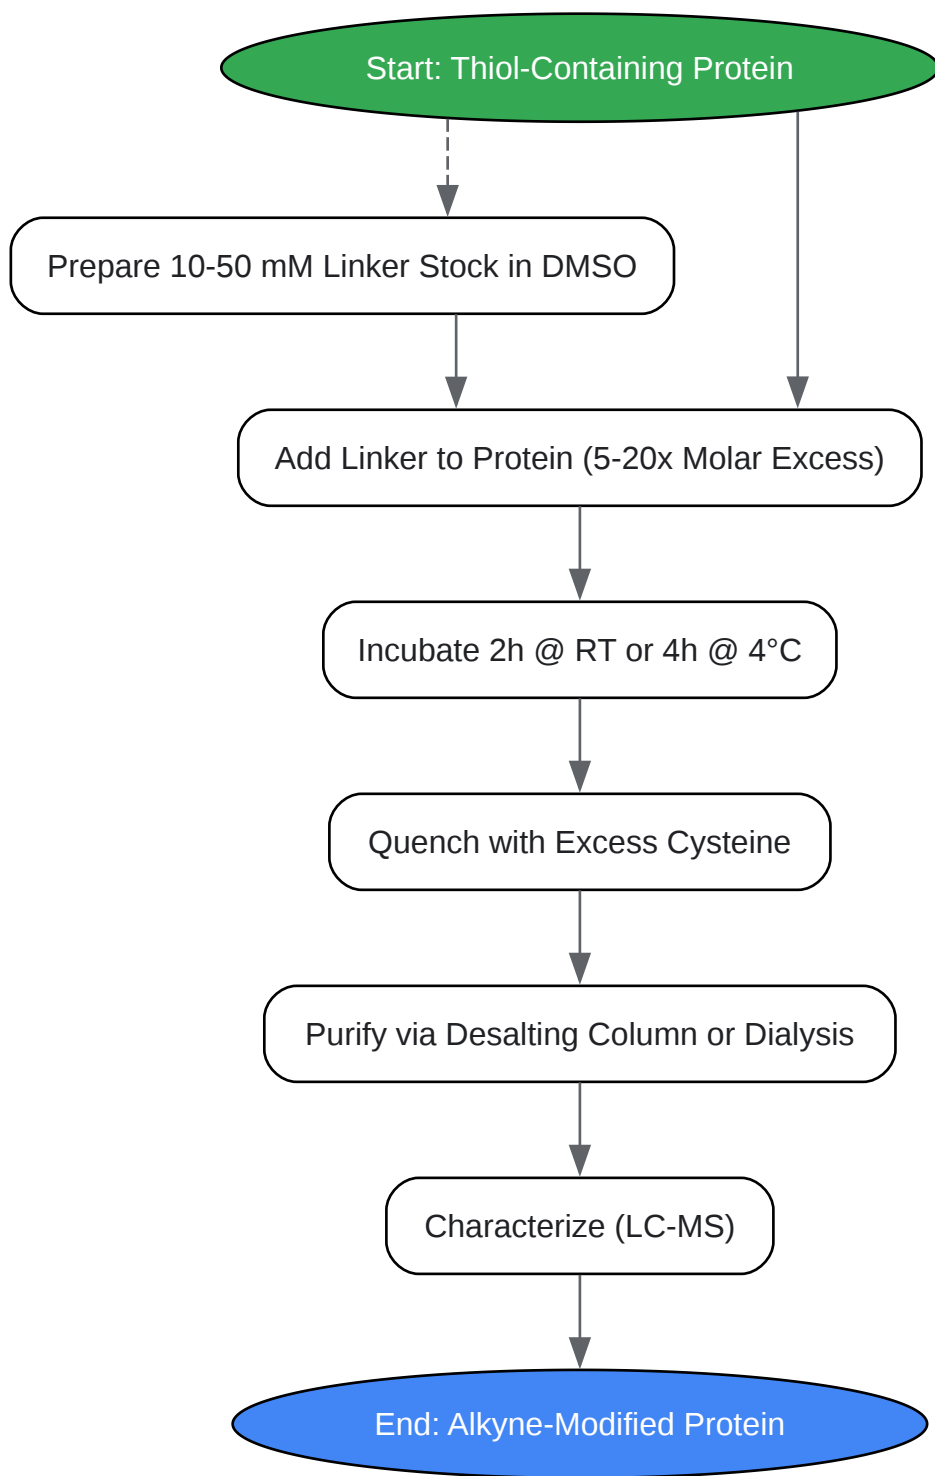 Start: Thiol-Containing Protein
Prepare 10-50 mM Linker Stock in DMSO
Add Linker to Protein (5-20x Molar Excess)
Incubate 2h @ RT or 4h @ 4°C
Quench with Excess Cysteine
Purify via Desalting Column or Dialysis
Characterize (LC-MS)
End: Alkyne-Modified Protein